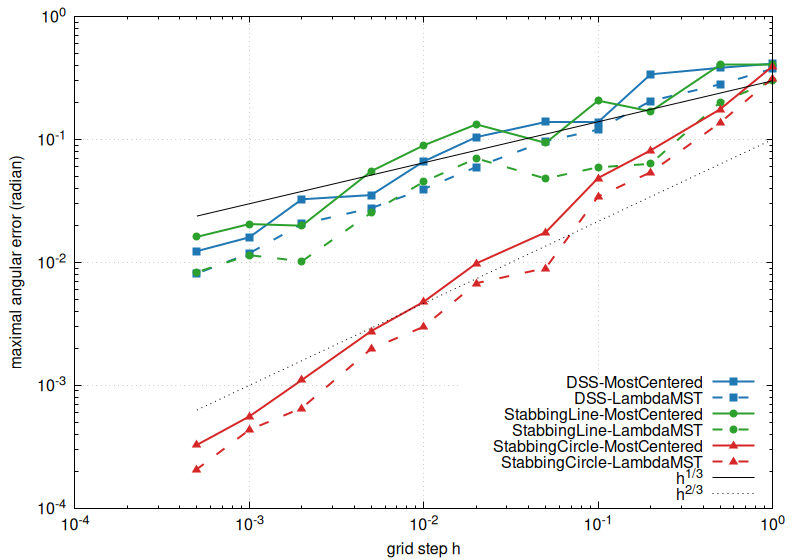 10^0
10^-1
10^-2
10^-3
10^-4
maximal angular error (radian)
DSS-MostCentered
DSS-LambdaMST
StabbingLine-MostCentered
StabbingLine-LambdaMST
StabbingCircle-MostCentered
StabbingCircle-LambdaMST
h^1/3
h^2/3
10^-4 10^-3 10^-2 10^-1 10^0
grid step h